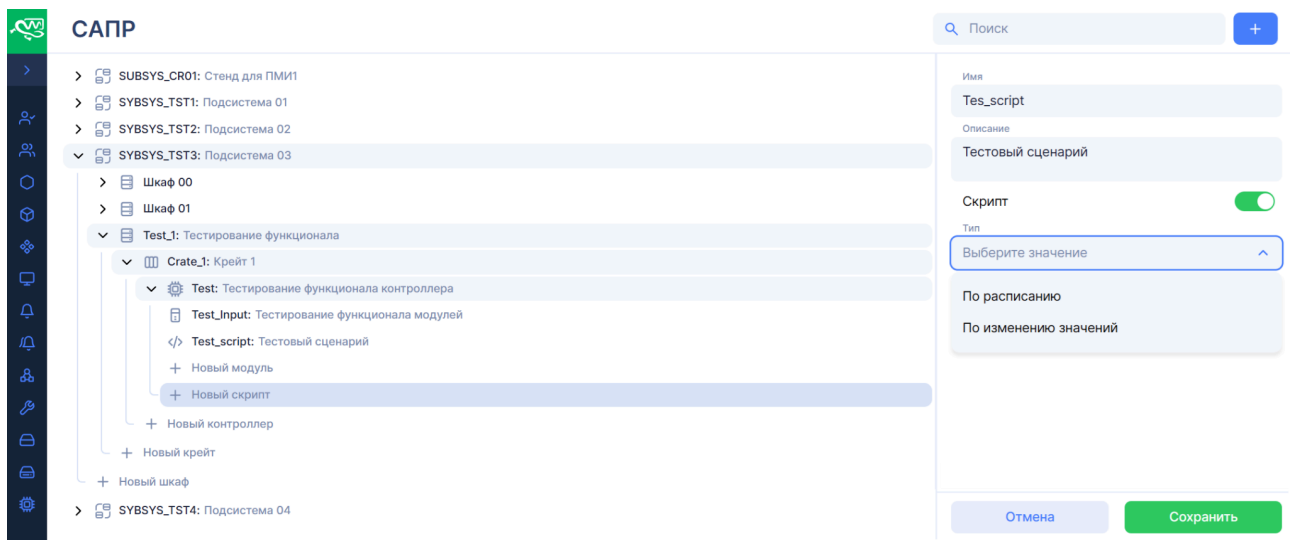 САПР
Поиск
SUBSYS_CR01: Стенд для ПМИ1
SYBSYS_TST1: Подсистема 01
SYBSYS_TST2: Подсистема 02
SYBSYS_TST3: Подсистема 03
Шкаф 00
Шкаф 01
Test_1: Тестирование функционала
Crate_1: Крейт 1
Test: Тестирование функционала контроллера
Test_Input: Тестирование функционала модулей
Test_script: Тестовый сценарий
Новый модуль
Новый скрипт
Новый контроллер
Новый крейт
Новый шкаф
SYBSYS_TST4: Подсистема 04
Имя
Tes_script
Описание
Тестовый сценарий
Скрипт
Тип
Выберите значение
По расписанию
По изменению значений
Отмена
Сохранить